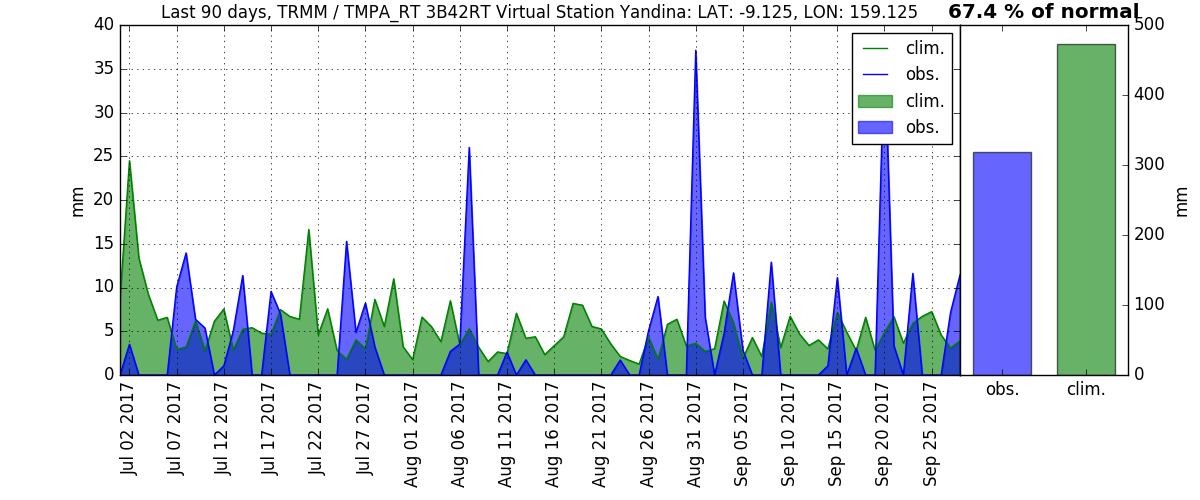 Last 90 days, TRMM / TMPA_RT 3B42RT Virtual Station Yandina: LAT: -9.125, LON: 159.125
67.4 % of normal
40
35
30
25
20
15
10
5
0
mm
clim.
obs.
clim.
obs.
500
400
300
200
100
0
mm
obs.
clim.
Jul 02 2017
Jul 07 2017
Jul 12 2017
Jul 17 2017
Jul 22 2017
Jul 27 2017
Aug 01 2017
Aug 06 2017
Aug 11 2017
Aug 16 2017
Aug 21 2017
Aug 26 2017
Aug 31 2017
Sep 05 2017
Sep 10 2017
Sep 15 2017
Sep 20 2017
Sep 25 2017